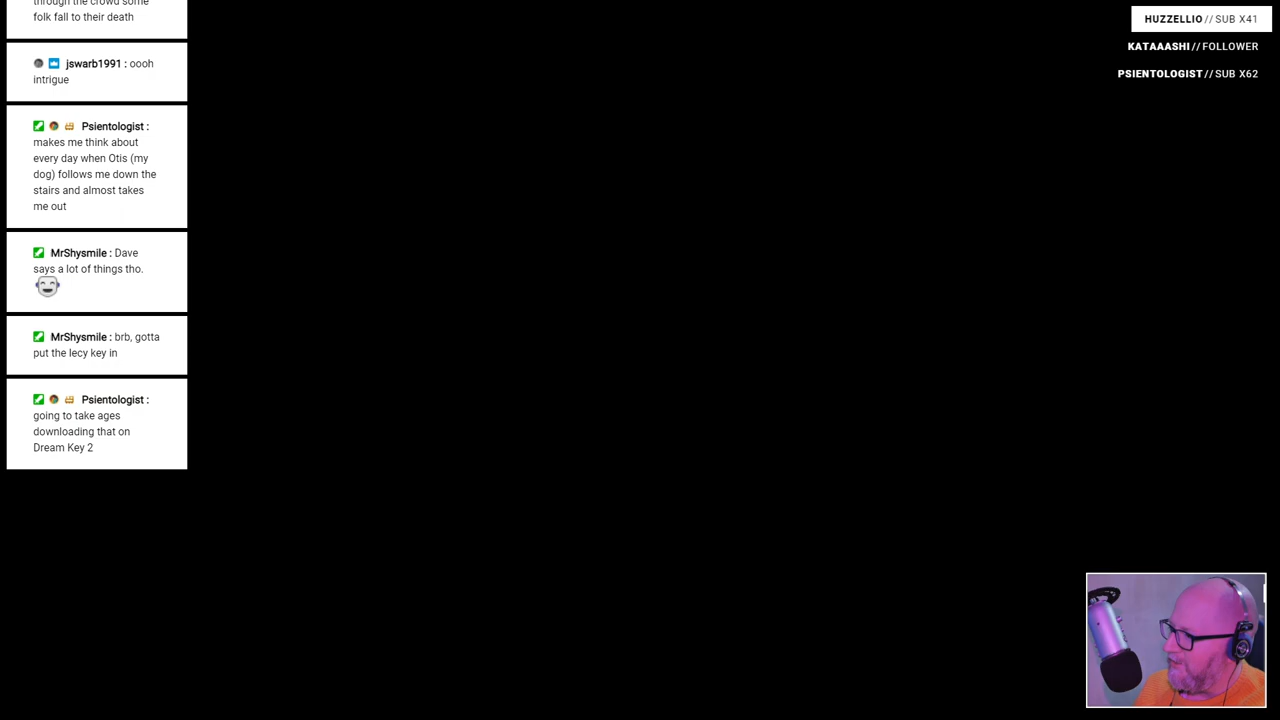 through the crowd some
folk fall to their death
jswarb1991 : oooh
intrigue
Psientologist :
makes me think about
every day when Otis (my
dog) follows me down the
stairs and almost takes
me out
MrShysmile : Dave
says a lot of things tho.
MrShysmile : brb, gotta
put the lecy key in
Psientologist :
going to take ages
downloading that on
Dream Key 2
HUZZELLIO // SUB X41
KATAAASHI // FOLLOWER
PSIENTOLOGIST // SUB X62